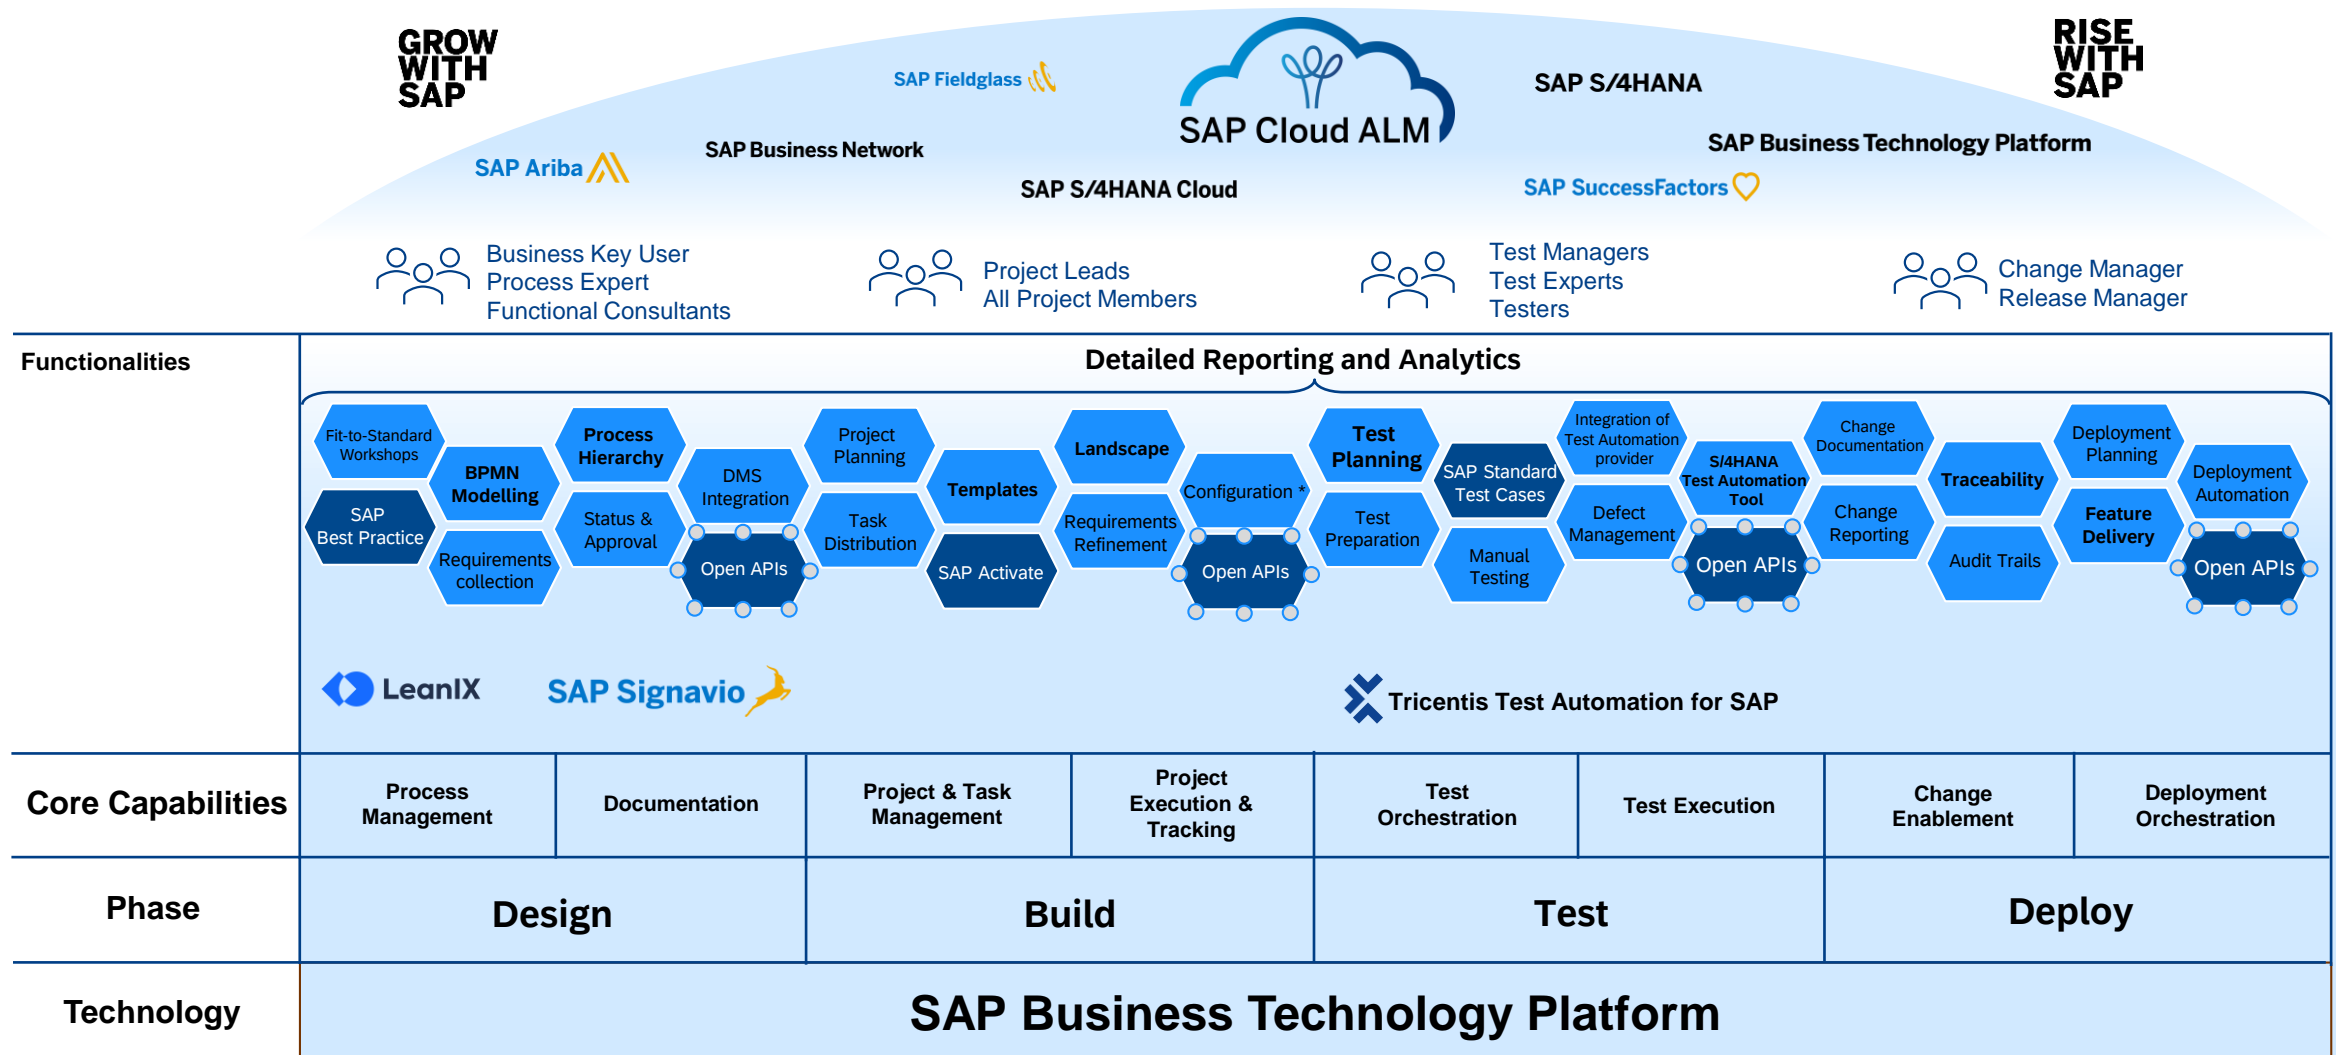 GROW
WITH
SAP
SAP Fieldglass
SAP Cloud ALM
SAP S/4HANA
RISE
WITH
SAP
SAP Ariba
SAP Business Network
SAP S/4HANA Cloud
SAP Business Technology Platform
SAP SuccessFactors
Business Key User
Process Expert
Functional Consultants
Project Leads
All Project Members
Test Managers
Test Experts
Testers
Change Manager
Release Manager
Functionalities
Detailed Reporting and Analytics
Fit-to-Standard
Workshops
SAP
Best Practice
BPMN
Modelling
Requirements
collection
Process
Hierarchy
Status &
Approval
DMS
Integration
Open APIs
Project
Planning
Task
Distribution
Templates
SAP Activate
Landscape
Requirements
Refinement
Configuration *
Open APIs
Test
Planning
Test
Preparation
SAP Standard
Test Cases
Manual
Testing
Integration of
Test Automation
provider
Defect
Management
S/4HANA
Test Automation
Tool
Open APIs
Change
Documentation
Change
Reporting
Traceability
Audit Trails
Deployment
Planning
Feature
Delivery
Deployment
Automation
Open APIs
LeanIX
SAP Signavio
Tricentis Test Automation for SAP
Core Capabilities
Process
Management
Documentation
Project & Task
Management
Project
Execution &
Tracking
Test
Orchestration
Test Execution
Change
Enablement
Deployment
Orchestration
Phase
Design
Build
Test
Deploy
Technology
SAP Business Technology Platform